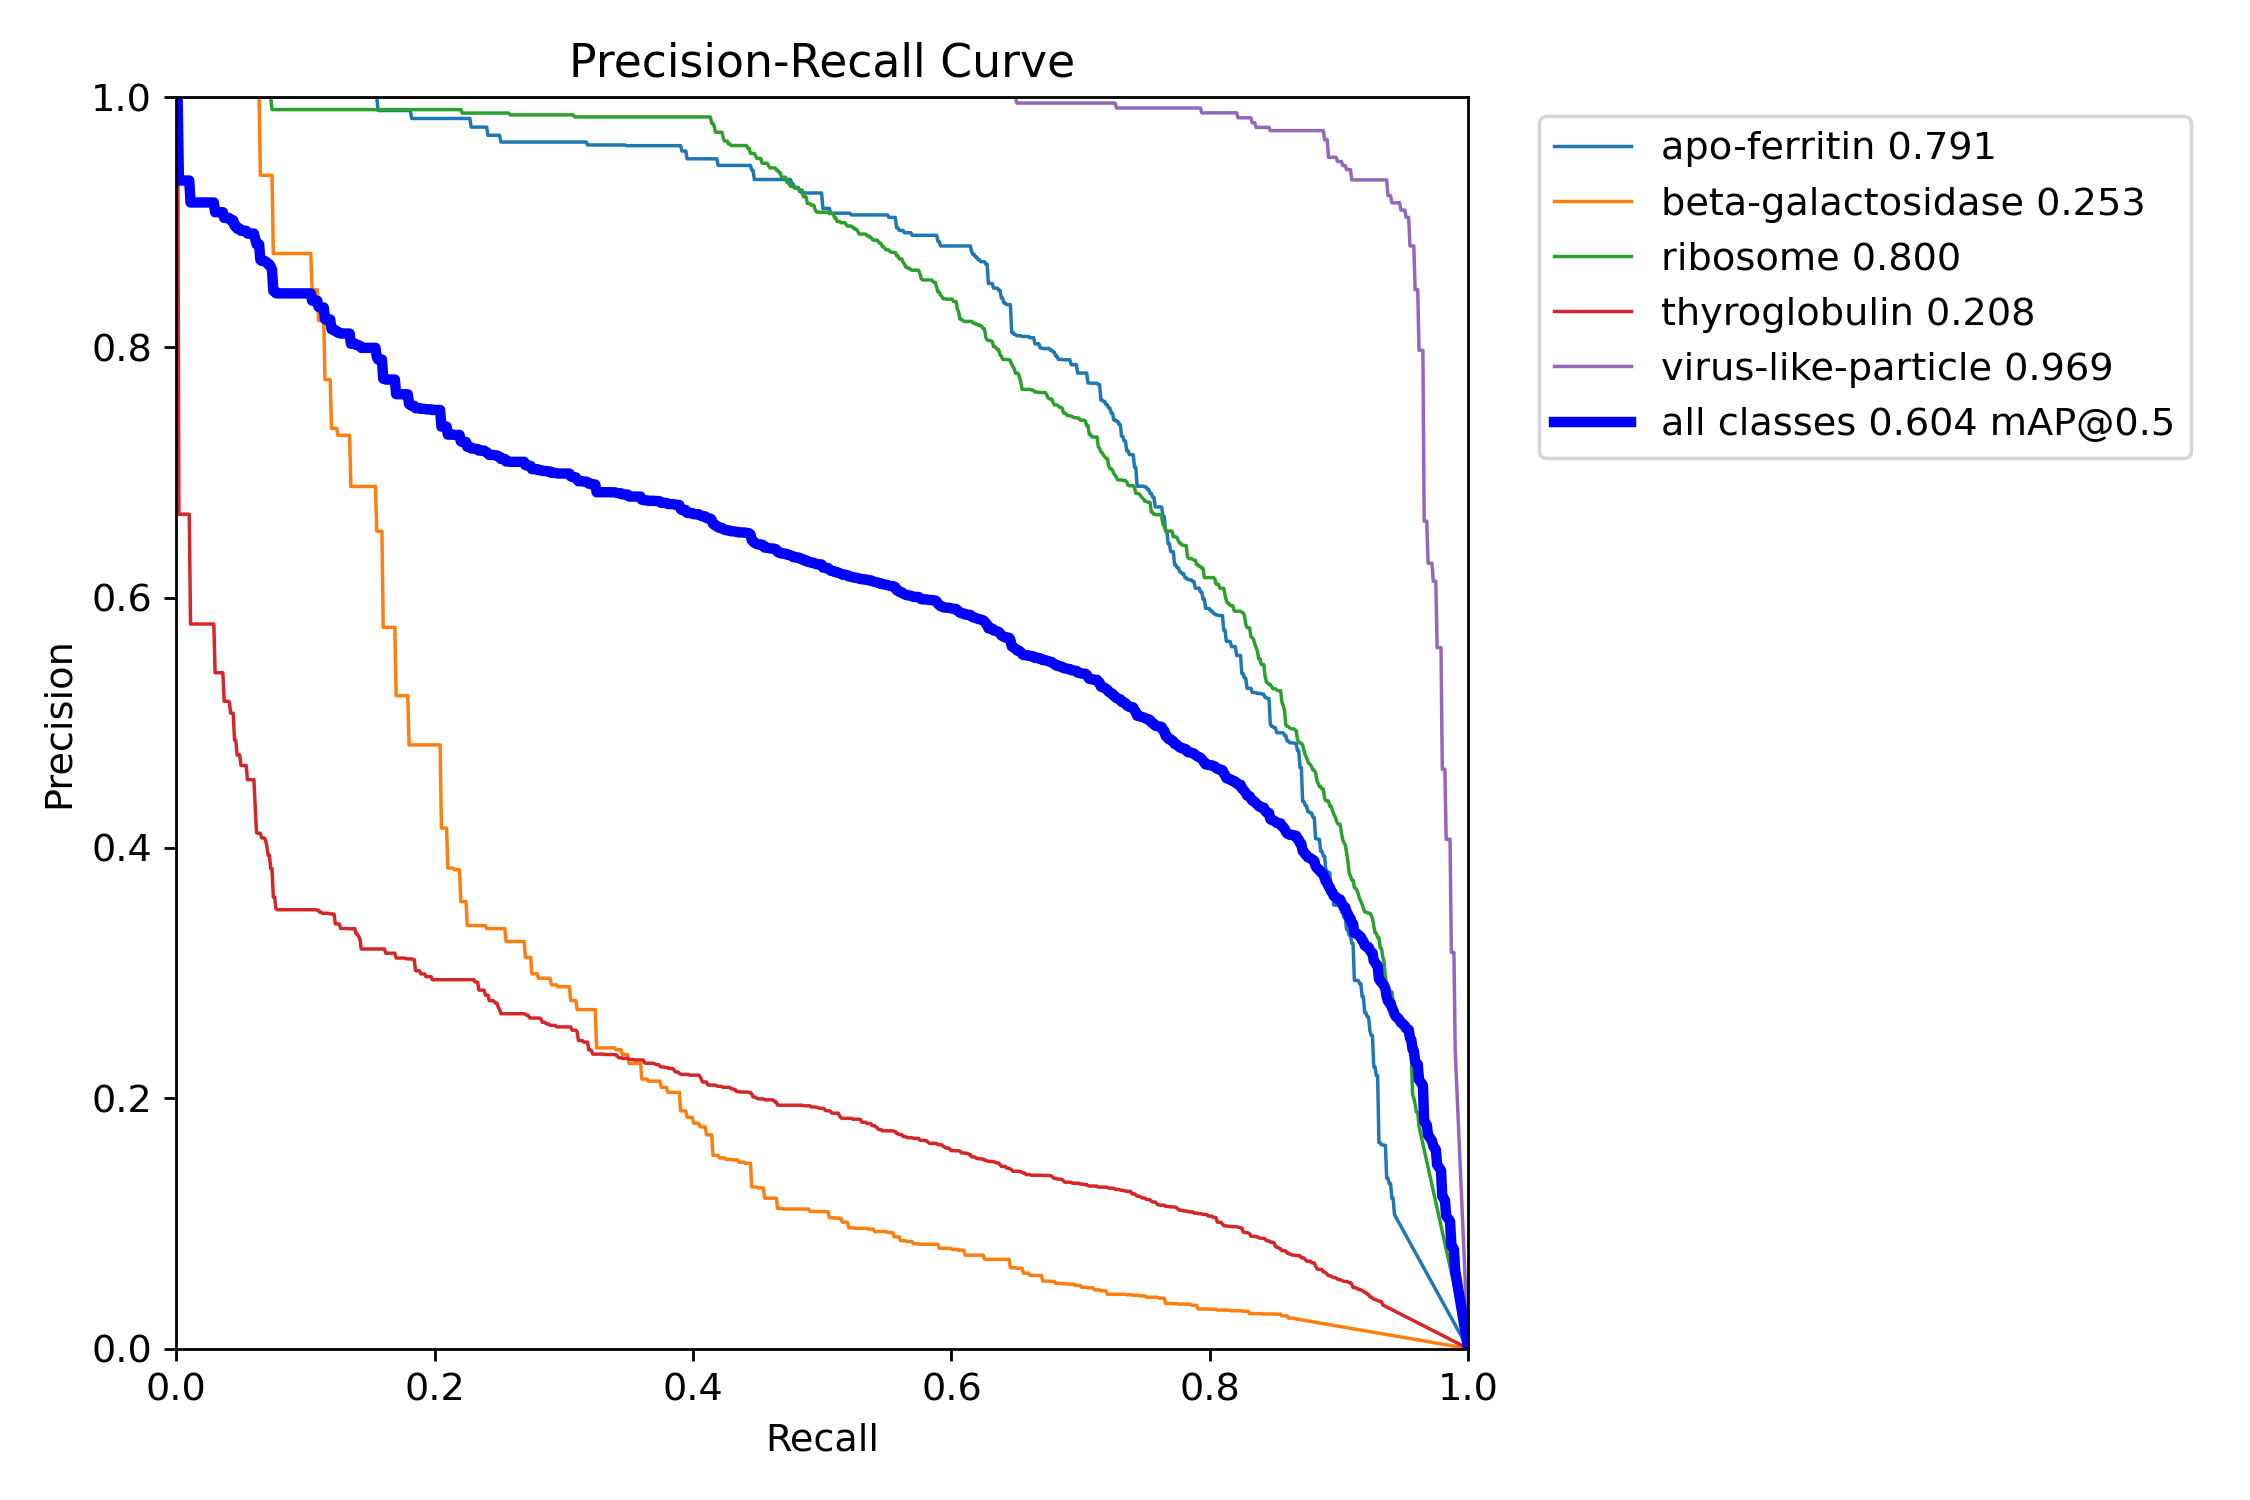 Precision-Recall Curve
1.0
0.8
0.6
0.4
0.2
0.0
Precision
0.0 0.2 0.4 0.6 0.8 1.0
Recall
apo-ferritin 0.791
beta-galactosidase 0.253
ribosome 0.800
thyroglobulin 0.208
virus-like-particle 0.969
all classes 0.604 mAP@0.5